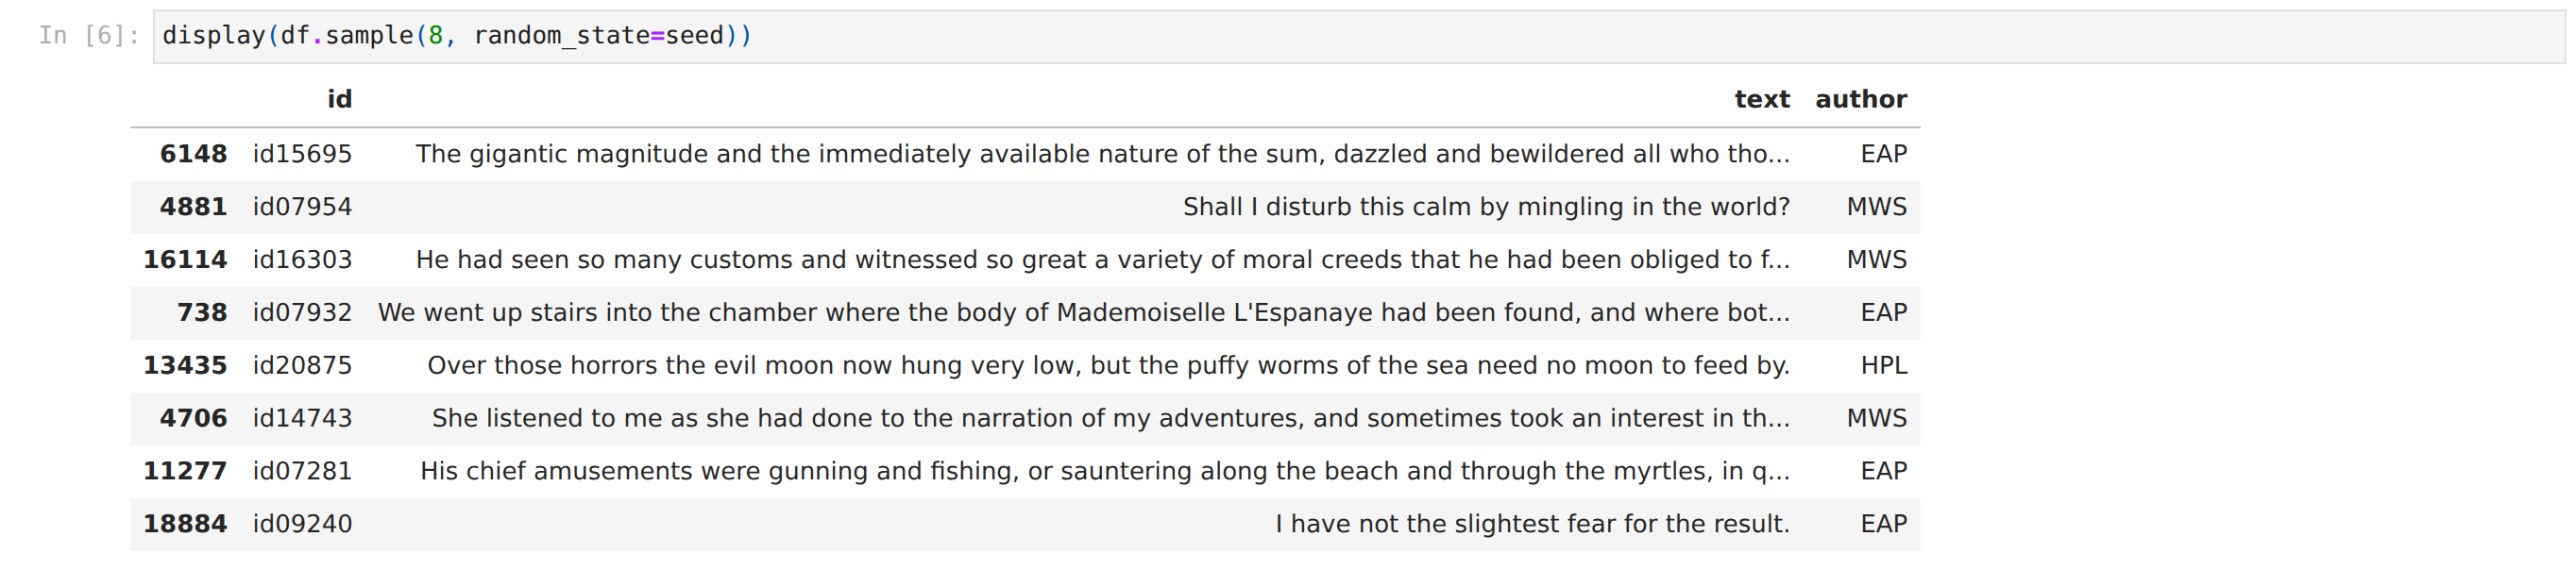 In [6]: display(df.sample(8, random_state=seed))
id text author
6148 id15695 The gigantic magnitude and the immediately available nature of the sum, dazzled and bewildered all who tho... EAP
4881 id07954 Shall I disturb this calm by mingling in the world? MWS
16114 id16303 He had seen so many customs and witnessed so great a variety of moral creeds that he had been obliged to f... MWS
738 id07932 We went up stairs into the chamber where the body of Mademoiselle L'Espanaye had been found, and where bot... EAP
13435 id20875 Over those horrors the evil moon now hung very low, but the puffy worms of the sea need no moon to feed by. HPL
4706 id14743 She listened to me as she had done to the narration of my adventures, and sometimes took an interest in th... MWS
11277 id07281 His chief amusements were gunning and fishing, or sauntering along the beach and through the myrtles, in q... EAP
18884 id09240 I have not the slightest fear for the result. EAP